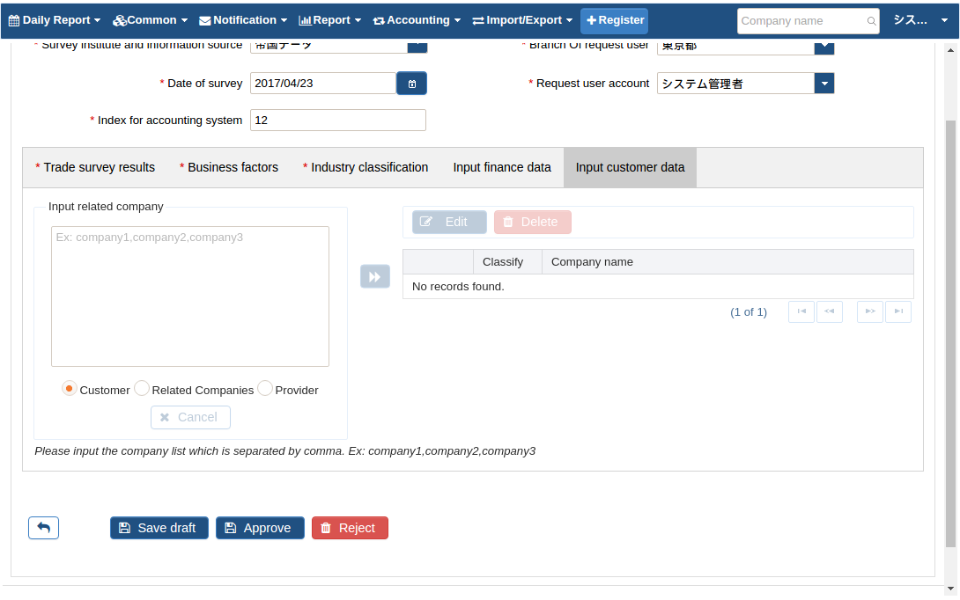 Daily Report Common Notification Report Accounting Import/Export Register Company name シス...
* Survey institute and information source 帝国データ * Branch Of request user 東京都
* Date of survey 2017/04/23 * Request user account システム管理者
* Index for accounting system 12
* Trade survey results * Business factors * Industry classification Input finance data Input customer data
Input related company
Edit Delete
Ex: company1,company2,company3
Classify Company name
No records found.
(1 of 1)
Customer Related Companies Provider
Cancel
Please input the company list which is separated by comma. Ex: company1,company2,company3
Save draft Approve Reject